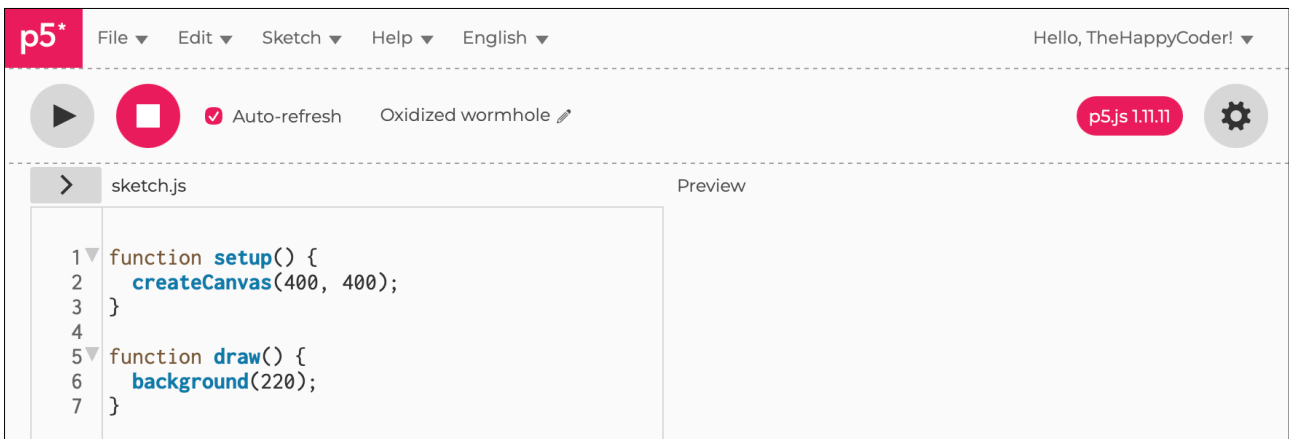 p5* File Edit Sketch Help English Hello, TheHappyCoder!
Auto-refresh Oxidized wormhole p5.js 1.11.11
sketch.js Preview
1 function setup() {
2   createCanvas(400, 400);
3 }
4
5 function draw() {
6   background(220);
7 }